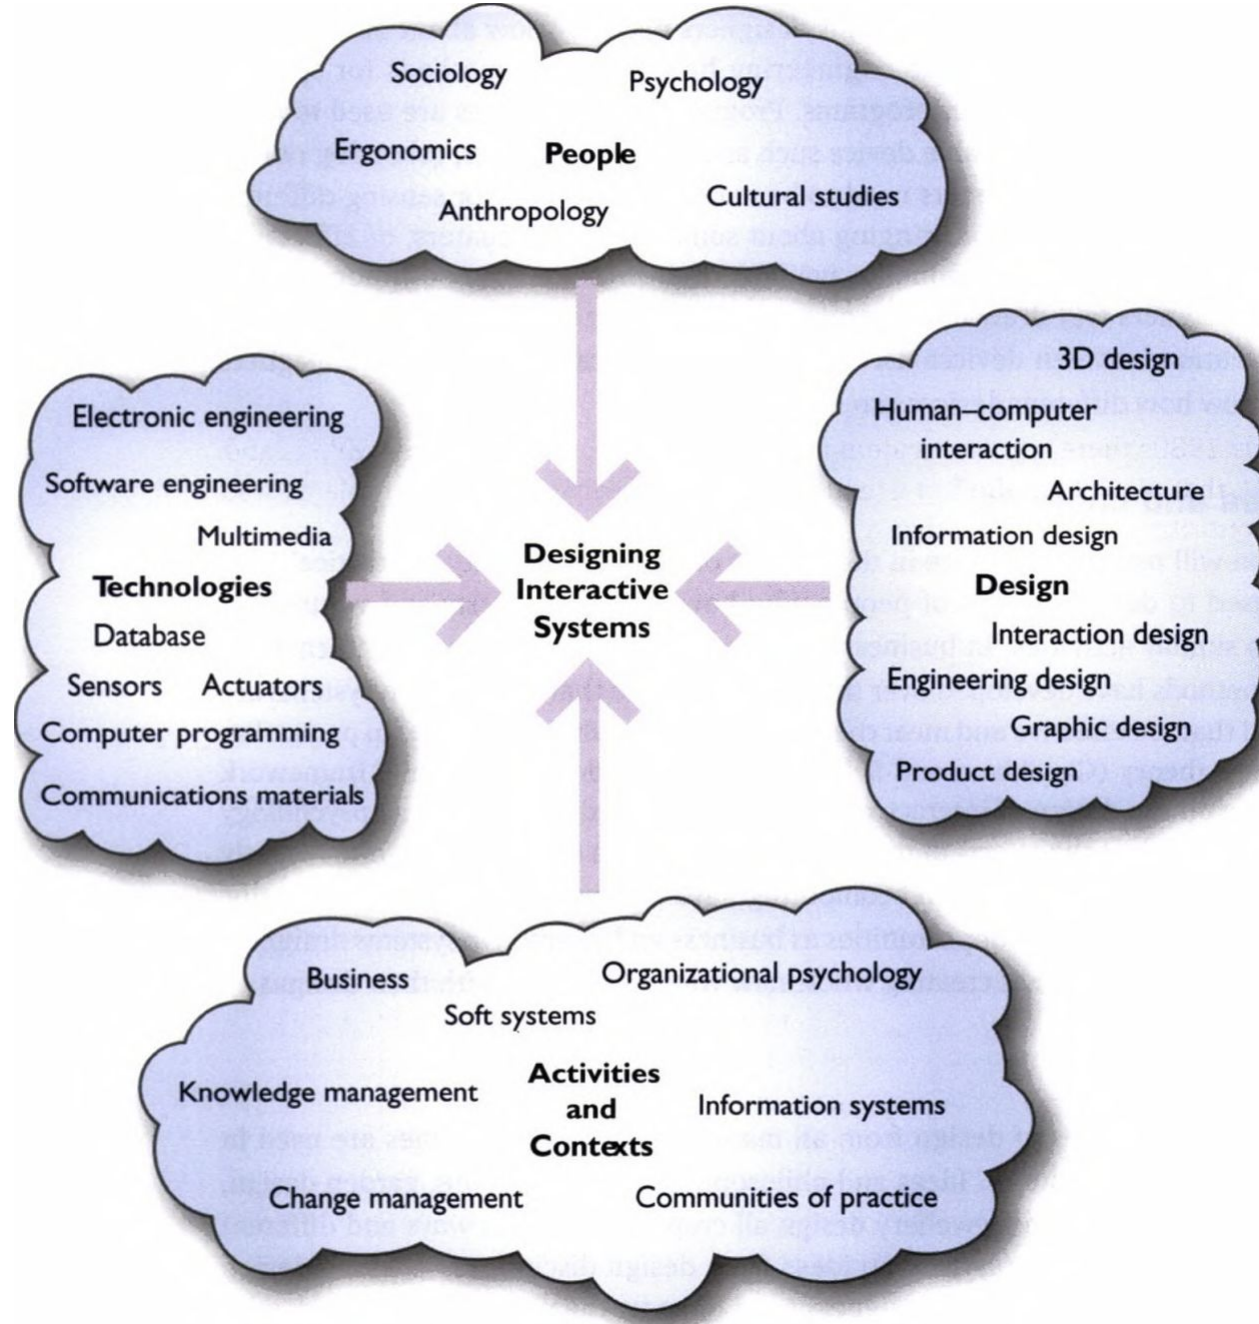 Sociology
Psychology
Ergonomics
People
Cultural studies
Anthropology
3D design
Human–computer
interaction
Architecture
Information design
Design
Interaction design
Engineering design
Graphic design
Product design
Electronic engineering
Software engineering
Multimedia
Technologies
Database
Sensors Actuators
Computer programming
Communications materials
Designing
Interactive
Systems
Business
Organizational psychology
Soft systems
Knowledge management
Activities
and
Contexts
Information systems
Change management
Communities of practice